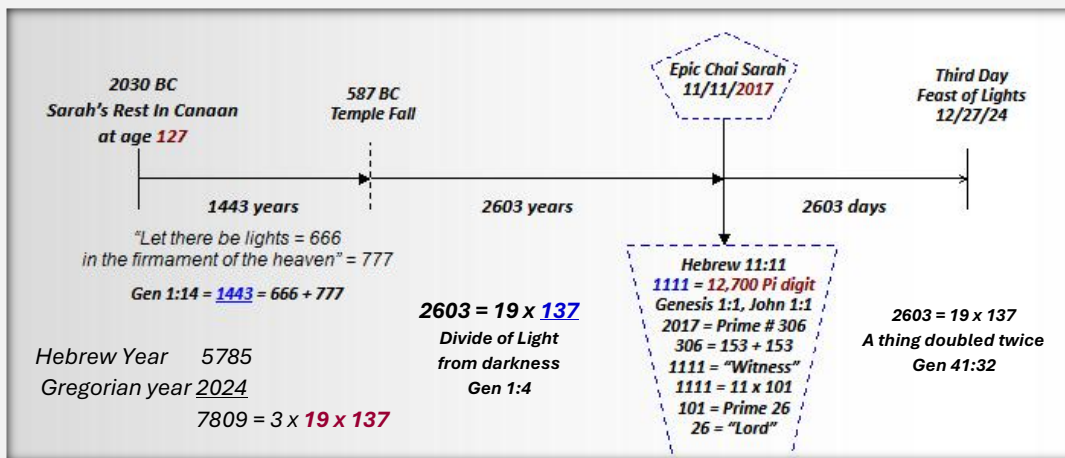 2030 BC
Sarah's Rest In Canaan
at age 127
587 BC
Temple Fall
Epic Chai Sarah
11/11/2017
Third Day
Feast of Lights
12/27/24
1443 years
2603 years
2603 days
"Let there be lights = 666
in the firmament of the heaven" = 777
Gen 1:14 = 1443 = 666 + 777
Hebrew Year 5785
Gregorian year 2024
7809 = 3 x 19 x 137
2603 = 19 x 137
Divide of Light
from darkness
Gen 1:4
Hebrew 11:11
1111 = 12,700 Pi digit
Genesis 1:1, John 1:1
2017 = Prime # 306
306 = 153 + 153
1111 = "Witness"
1111 = 11 x 101
101 = Prime 26
26 = "Lord"
2603 = 19 x 137
A thing doubled twice
Gen 41:32